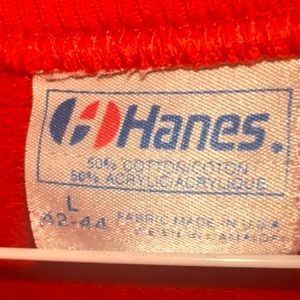 Hanes.
50% COTTON/COTON
50% ACRYLIC/ACRYLIQUE
L
42-44
FABRIC MADE IN U.S.A.